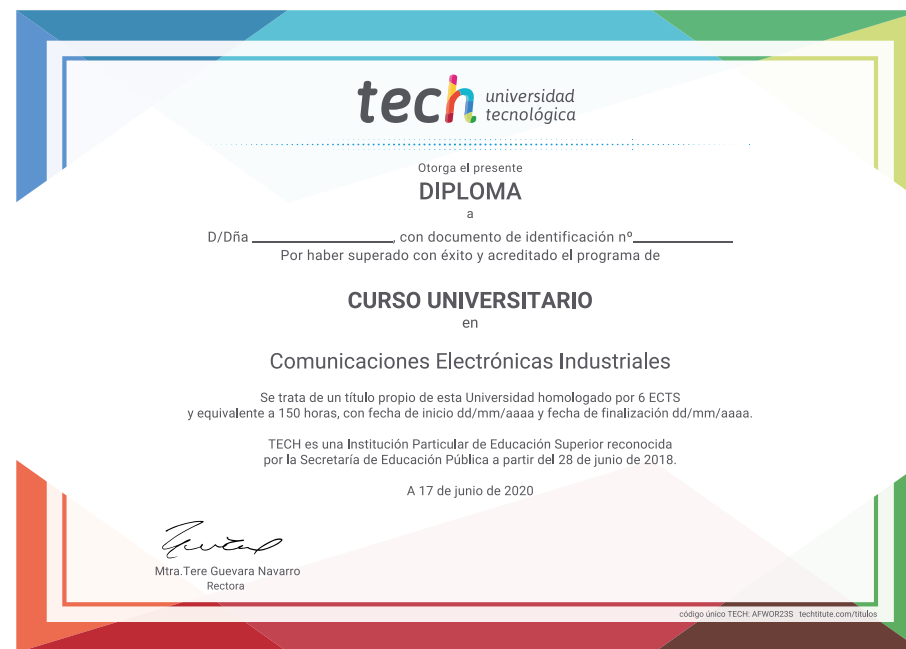 tech universidad
tecnológica
Otorga el presente
DIPLOMA
a
D/Dña ____________________, con documento de identificación nº______________
Por haber superado con éxito y acreditado el programa de
CURSO UNIVERSITARIO
en
Comunicaciones Electrónicas Industriales
Se trata de un título propio de esta Universidad homologado por 6 ECTS
y equivalente a 150 horas, con fecha de inicio dd/mm/aaaa y fecha de finalización dd/mm/aaaa.
TECH es una Institución Particular de Educación Superior reconocida
por la Secretaría de Educación Pública a partir del 28 de junio de 2018.
A 17 de junio de 2020
Mtra.Tere Guevara Navarro
Rectora
código único TECH: AFWOR23S techtitute.com/titulos